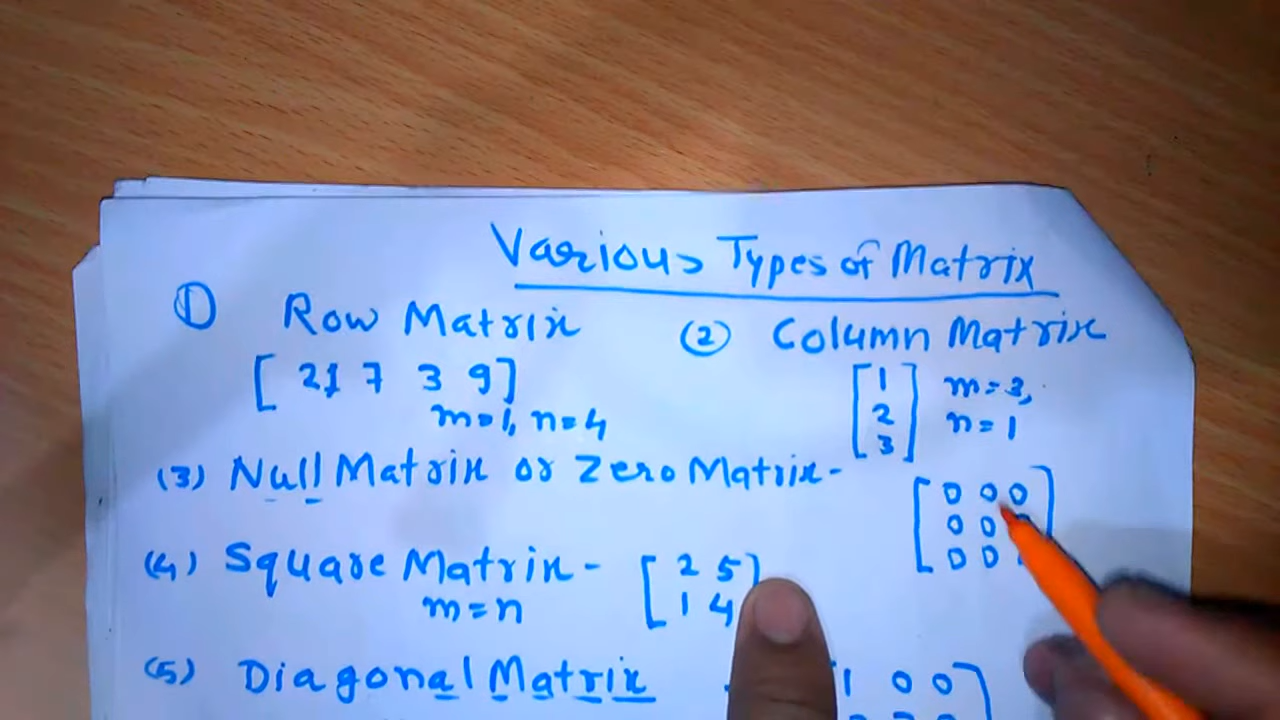 Various Types of Matrix
① Row Matrix
[ 21 7 3 9 ]
m=1, n=4
(2) Column Matrix
[ 1
2
3 ]
m=3,
n=1
(3) Null Matrix or Zero Matrix-
[ 0 0 0
0 0
0 0 ]
(4) Square Matrix-
m=n
[ 2 5
1 4
(5) Diagonal Matrix
1 0 0 ]